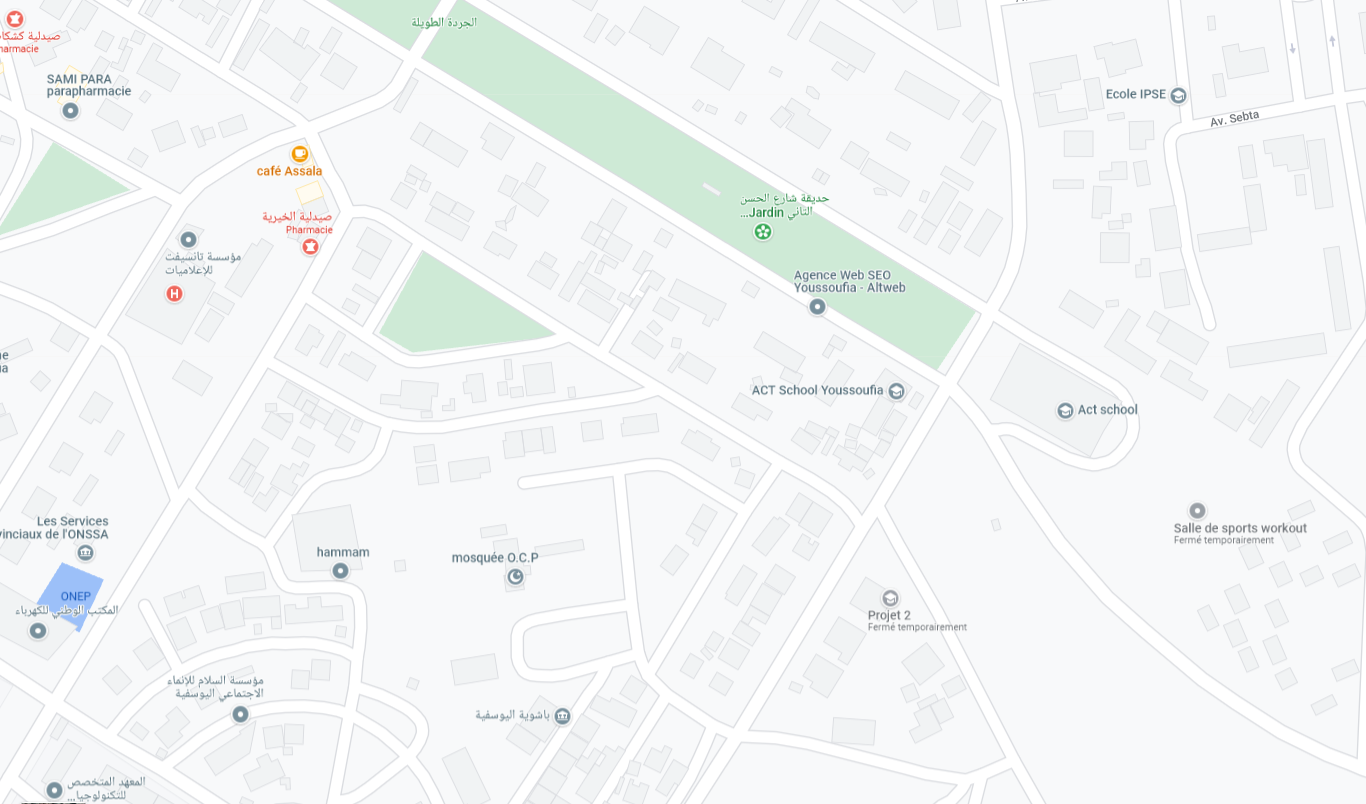 الجردة الطويلة
Pharmacie
SAMI PARA
parapharmacie
Ecole IPSE
Av. Sebta
café Assala
حديقة شارع الحسن
الثاني Jardin...
صيدلية الخيرية
Pharmacie
مؤسسة تانسيفت
للإعلاميات
H
Agence Web SEO
Youssoufia - Altweb
ACT School Youssoufia
Act school
Les Services
vinciaux de l'ONSSA
Salle de sports workout
Fermé temporairement
hammam
mosquée O.C.P
ONEP
المكتب الوطني للكهرباء
Projet 2
Fermé temporairement
مؤسسة السلام للإنماء
الاجتماعي اليوسفية
باشوية اليوسفية
المعهد المتخصص
للتكنولوجيا...